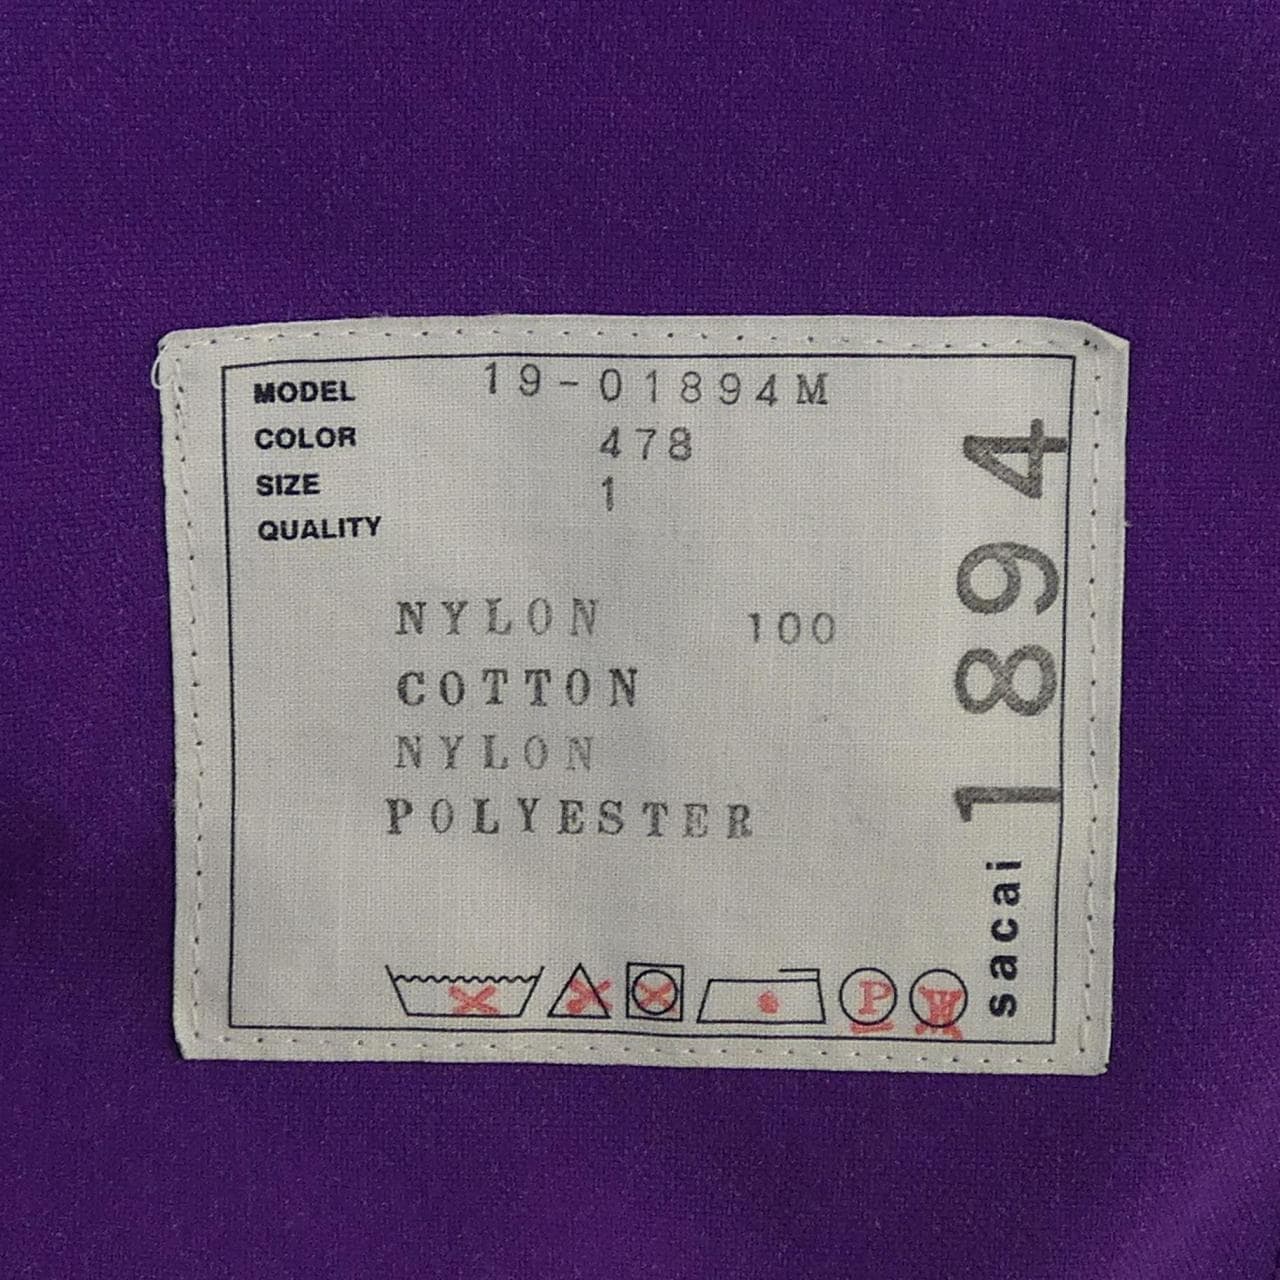 MODEL 19-01894M
COLOR 478
SIZE 1
QUALITY
NYLON 100
COTTON
NYLON
POLYESTER
P W
sacai 1894